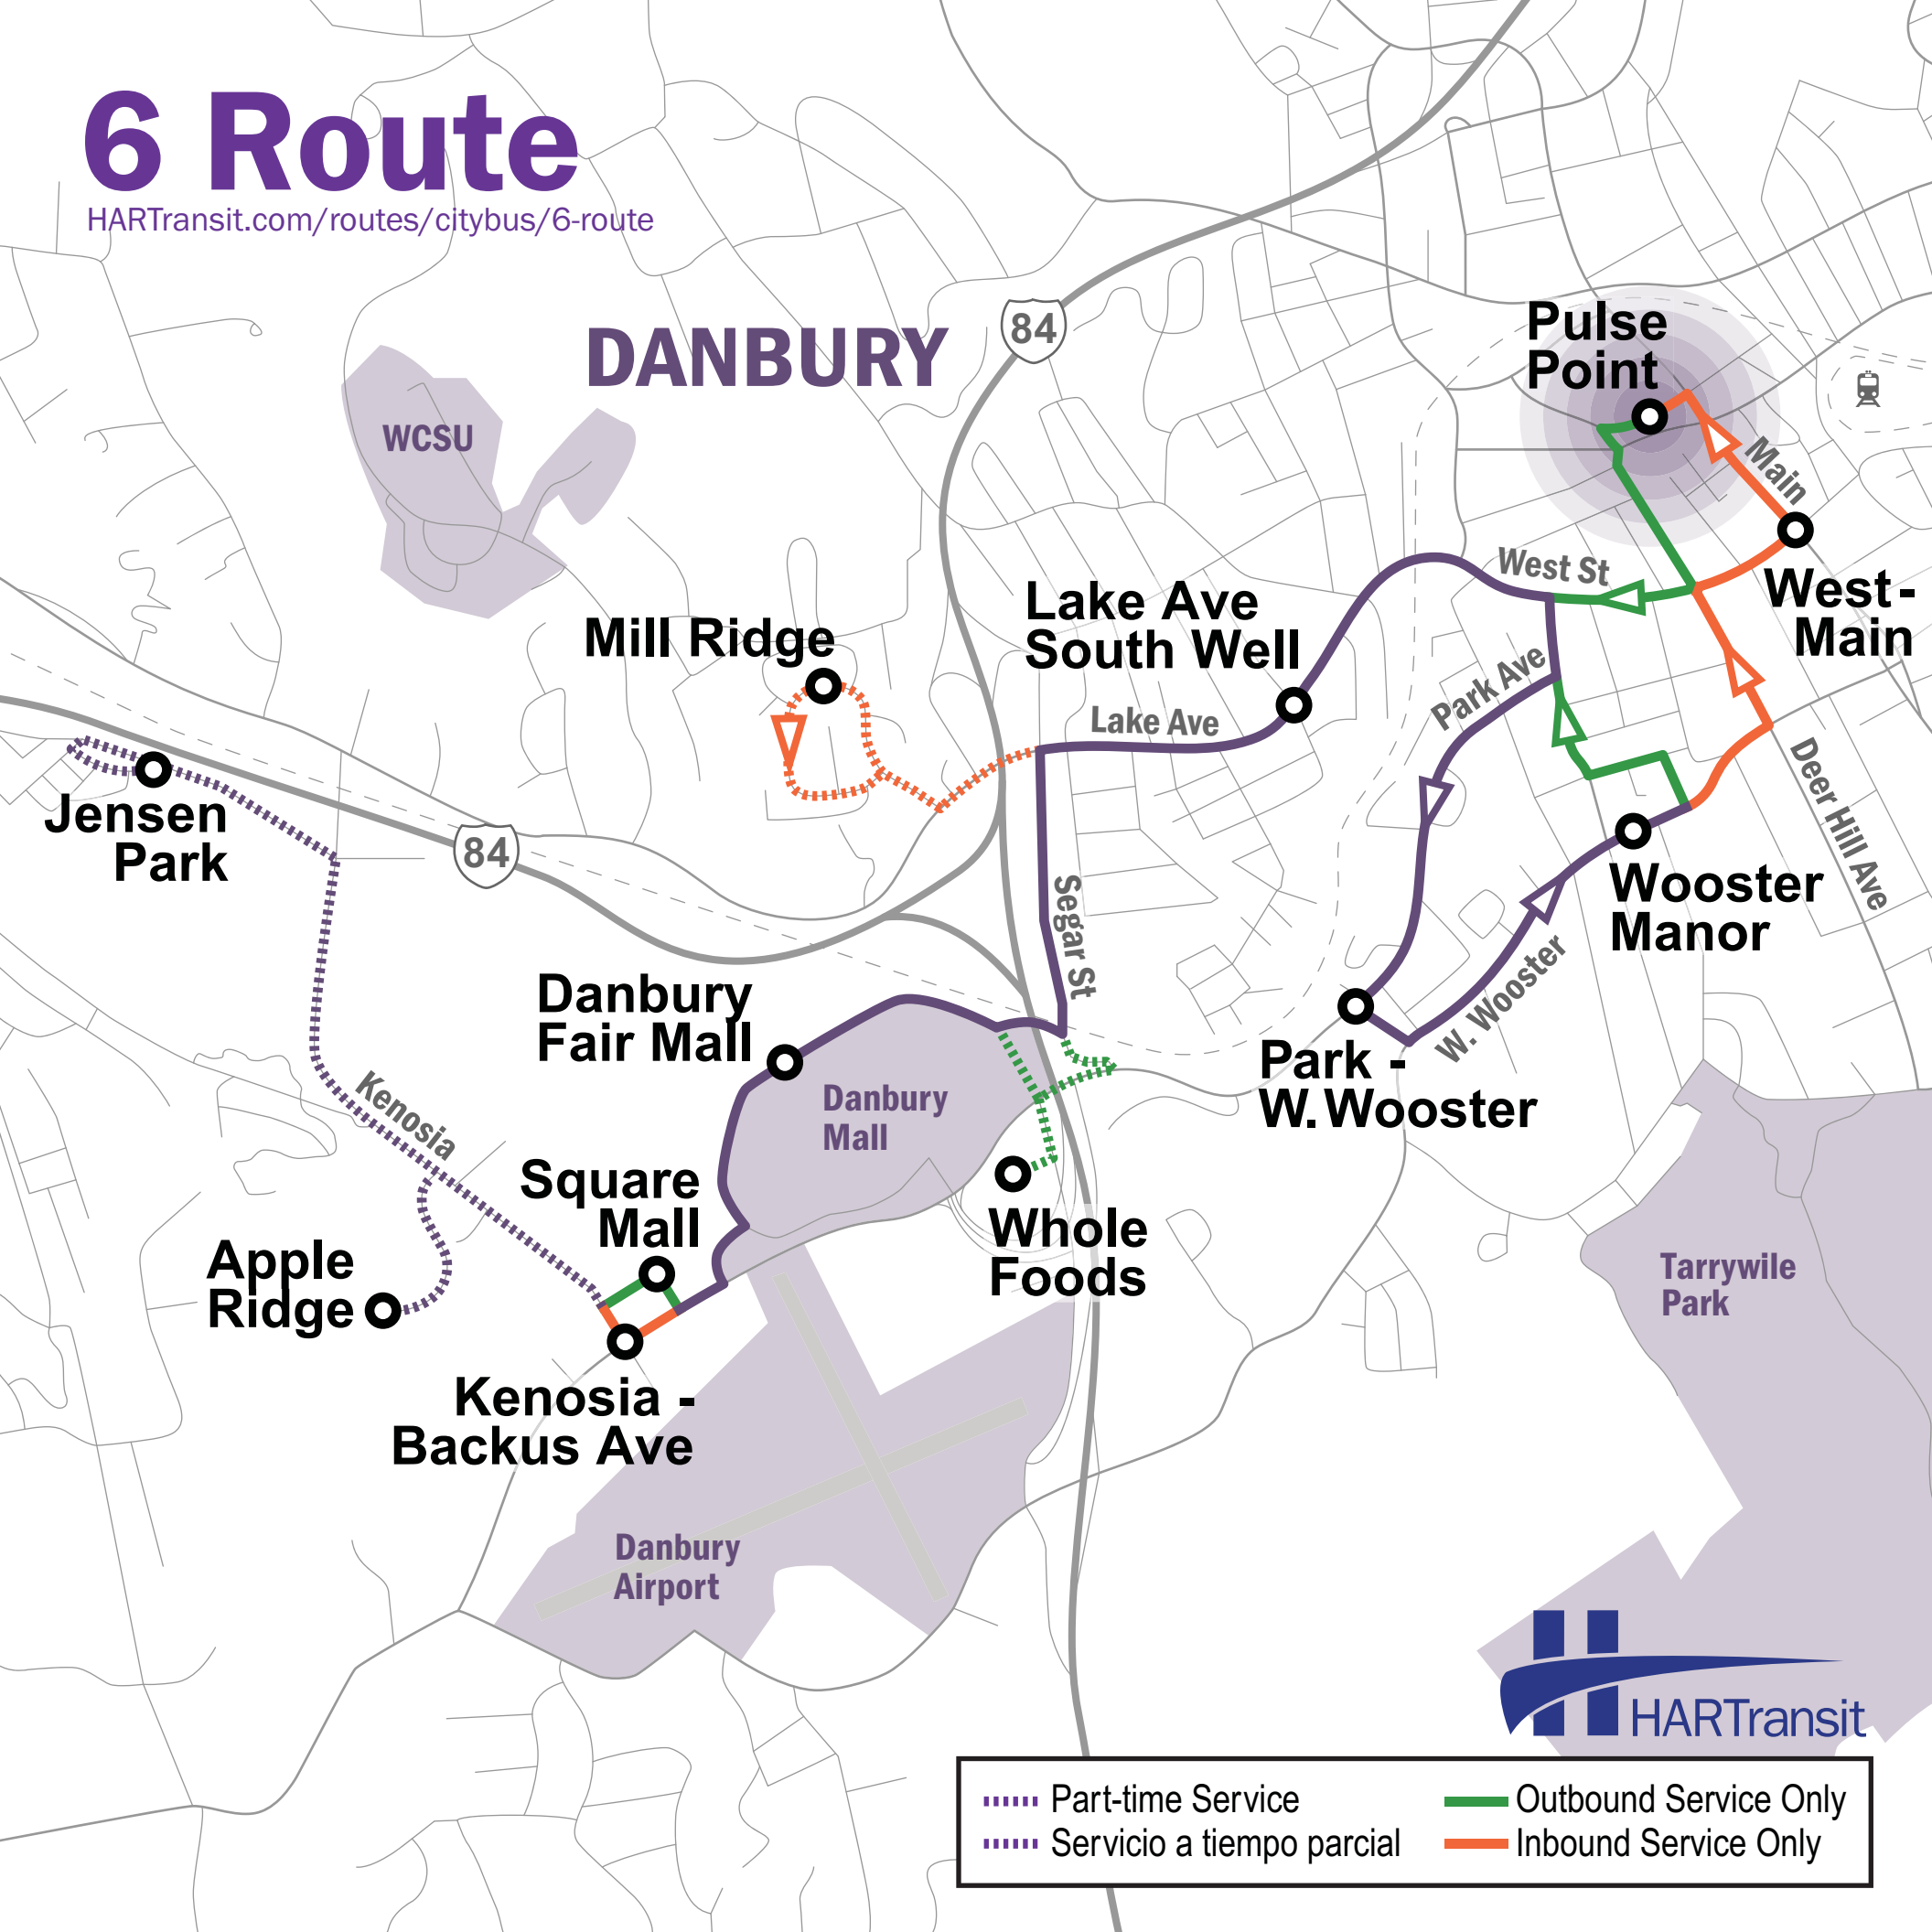 6 Route
HARTransit.com/routes/citybus/6-route
DANBURY
84
Pulse
Point
WCSU
Main
West St
West-
Main
Lake Ave
South Well
Mill Ridge
Park Ave
Lake Ave
Jensen
Park
84
Deer Hill Ave
Segar St
Wooster
Manor
W. Wooster
Danbury
Fair Mall
Park -
W. Wooster
Danbury
Mall
Kenosia
Square
Mall
Whole
Foods
Apple
Ridge
Tarrywile
Park
Kenosia -
Backus Ave
Danbury
Airport
HARTransit
Part-time Service
Servicio a tiempo parcial
Outbound Service Only
Inbound Service Only